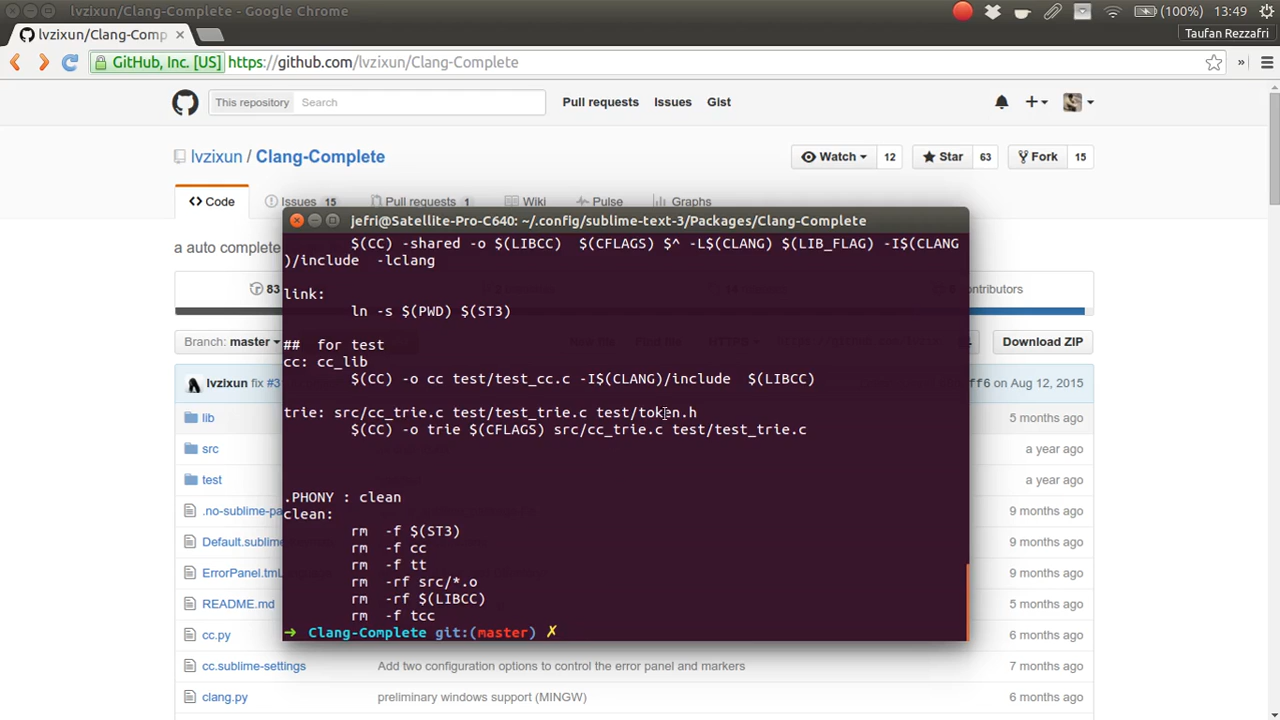 lvzixun/Clang-Complete - Google Chrome
(100%) 13:49
lvzixun/Clang-Comp
Taufan Rezzafri
GitHub, Inc. [US] https://github.com/lvzixun/Clang-Complete
This repository Search Pull requests Issues Gist
lvzixun / Clang-Complete
Watch 12 Star 63 Fork 15
Code Issues 15 Pull requests 1 Wiki Pulse Graphs
jefri@Satellite-Pro-C640: ~/.config/sublime-text-3/Packages/Clang-Complete
$(CC) -shared -o $(LIBCC) $(CFLAGS) $^ -L$(CLANG) $(LIB_FLAG) -I$(CLANG
)/include -lclang
link:
ln -s $(PWD) $(ST3)
## for test
cc: cc_lib
$(CC) -o cc test/test_cc.c -I$(CLANG)/include $(LIBCC)
trie: src/cc_trie.c test/test_trie.c test/token.h
$(CC) -o trie $(CFLAGS) src/cc_trie.c test/test_trie.c
.PHONY : clean
clean:
rm -f $(ST3)
rm -f cc
rm -f tt
rm -rf src/*.o
rm -rf $(LIBCC)
rm -f tcc
➜ Clang-Complete git:(master) ✗
a auto complete
83
ontributors
Branch: master
Download ZIP
lvzixun fix #3
ff6 on Aug 12, 2015
lib
5 months ago
src
a year ago
test
a year ago
.no-sublime-pa
9 months ago
Default.sublime
9 months ago
ErrorPanel.tmL
9 months ago
README.md
5 months ago
cc.py
6 months ago
cc.sublime-settings Add two configuration options to control the error panel and markers 7 months ago
clang.py preliminary windows support (MINGW) 6 months ago